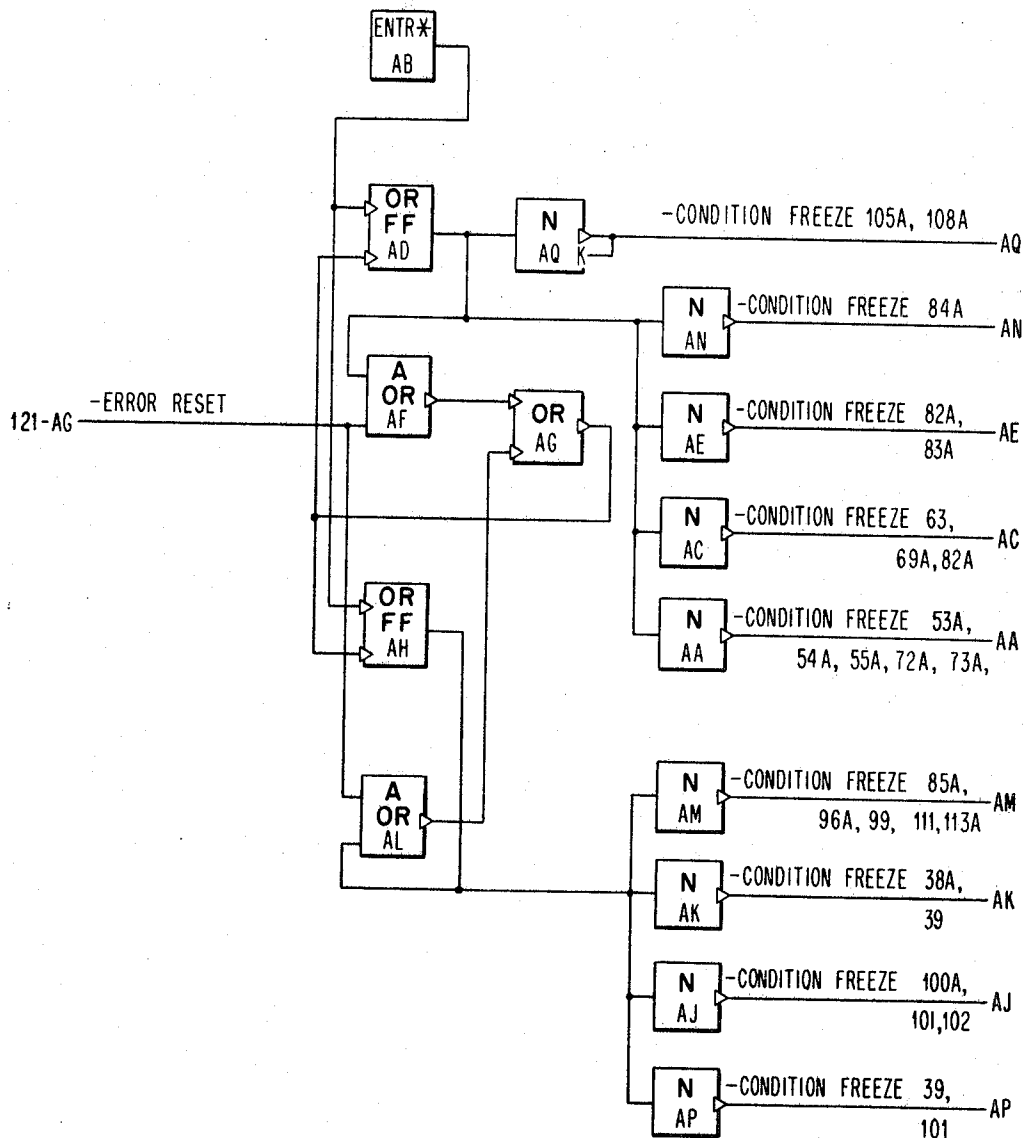 ENTR*
AB
OR
FF
AD
N
AQ K
-CONDITION FREEZE 105A, 108A
AQ
N
AN
-CONDITION FREEZE 84A
AN
A
OR
AF
121-AG
-ERROR RESET
OR
AG
N
AE
-CONDITION FREEZE 82A,
83A
AE
N
AC
-CONDITION FREEZE 63,
69A,82A
AC
OR
FF
AH
N
AA
-CONDITION FREEZE 53A,
54A, 55A, 72A, 73A,
AA
A
OR
AL
N
AM
-CONDITION FREEZE 85A,
96A, 99, 111,113A
AM
N
AK
-CONDITION FREEZE 38A,
39
AK
N
AJ
-CONDITION FREEZE 100A,
101,102
AJ
N
AP
-CONDITION FREEZE 39,
101
AP